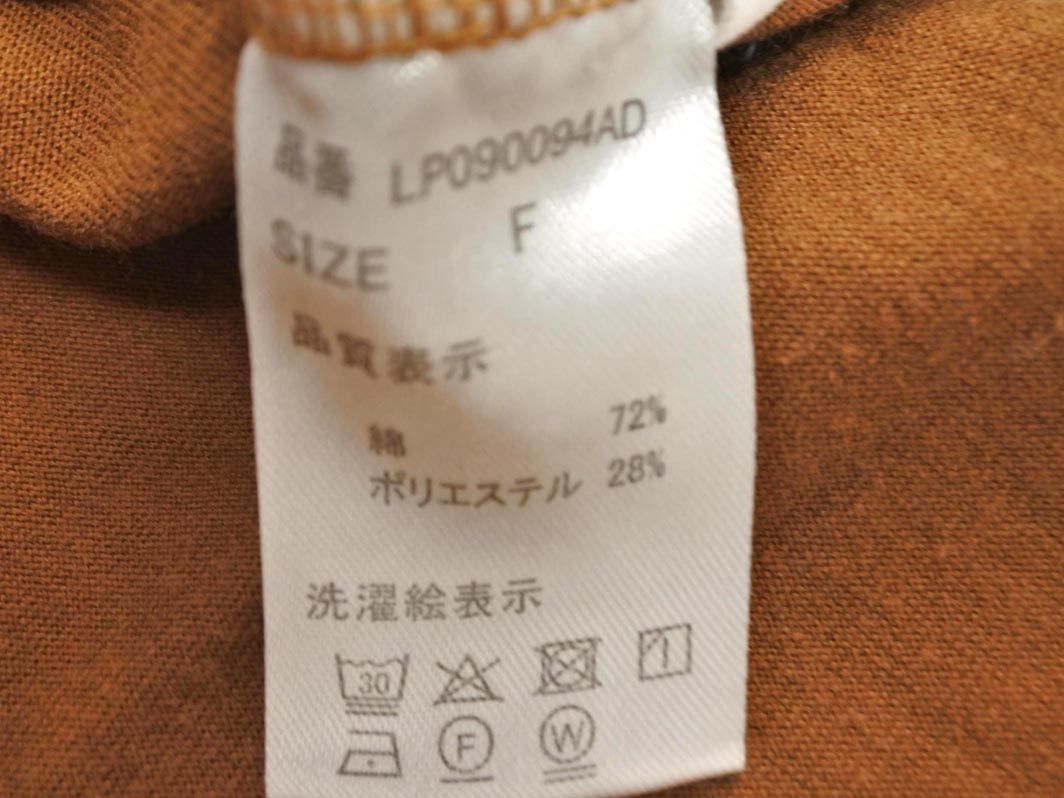 品番 LP090094AD
SIZE F
品質表示
綿 72%
ポリエステル 28%
洗濯絵表示
30
F W